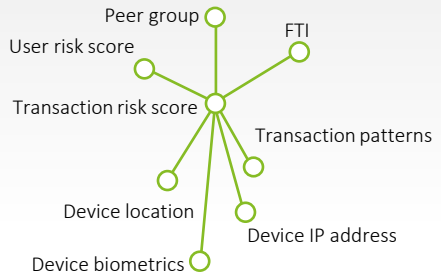 Peer group
FTI
User risk score
Transaction risk score
Transaction patterns
Device location
Device IP address
Device biometrics